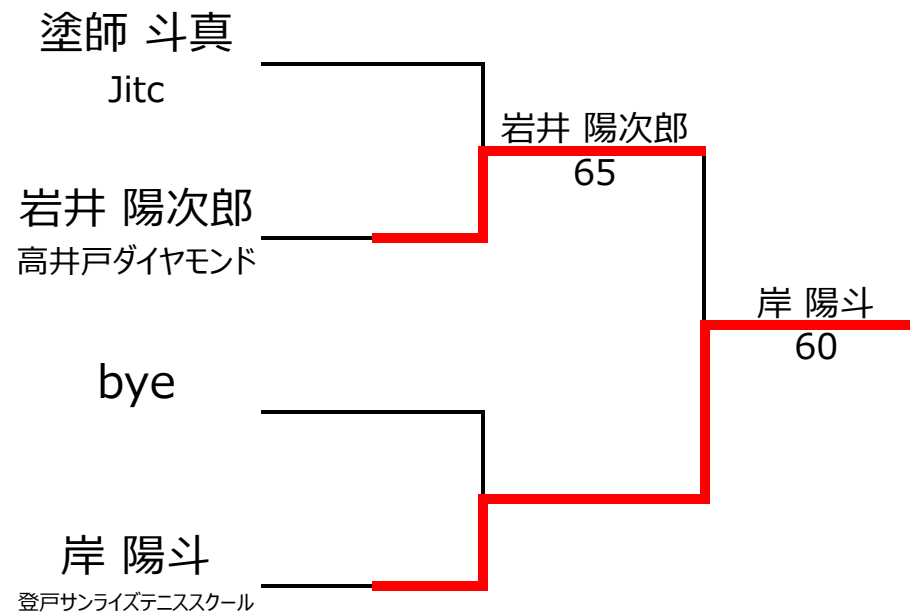 塗師 斗真
Jitc
岩井 陽次郎
65
岩井 陽次郎
高井戸ダイヤモンド
岸 陽斗
60
bye
岸 陽斗
登戸サンライズテニススクール